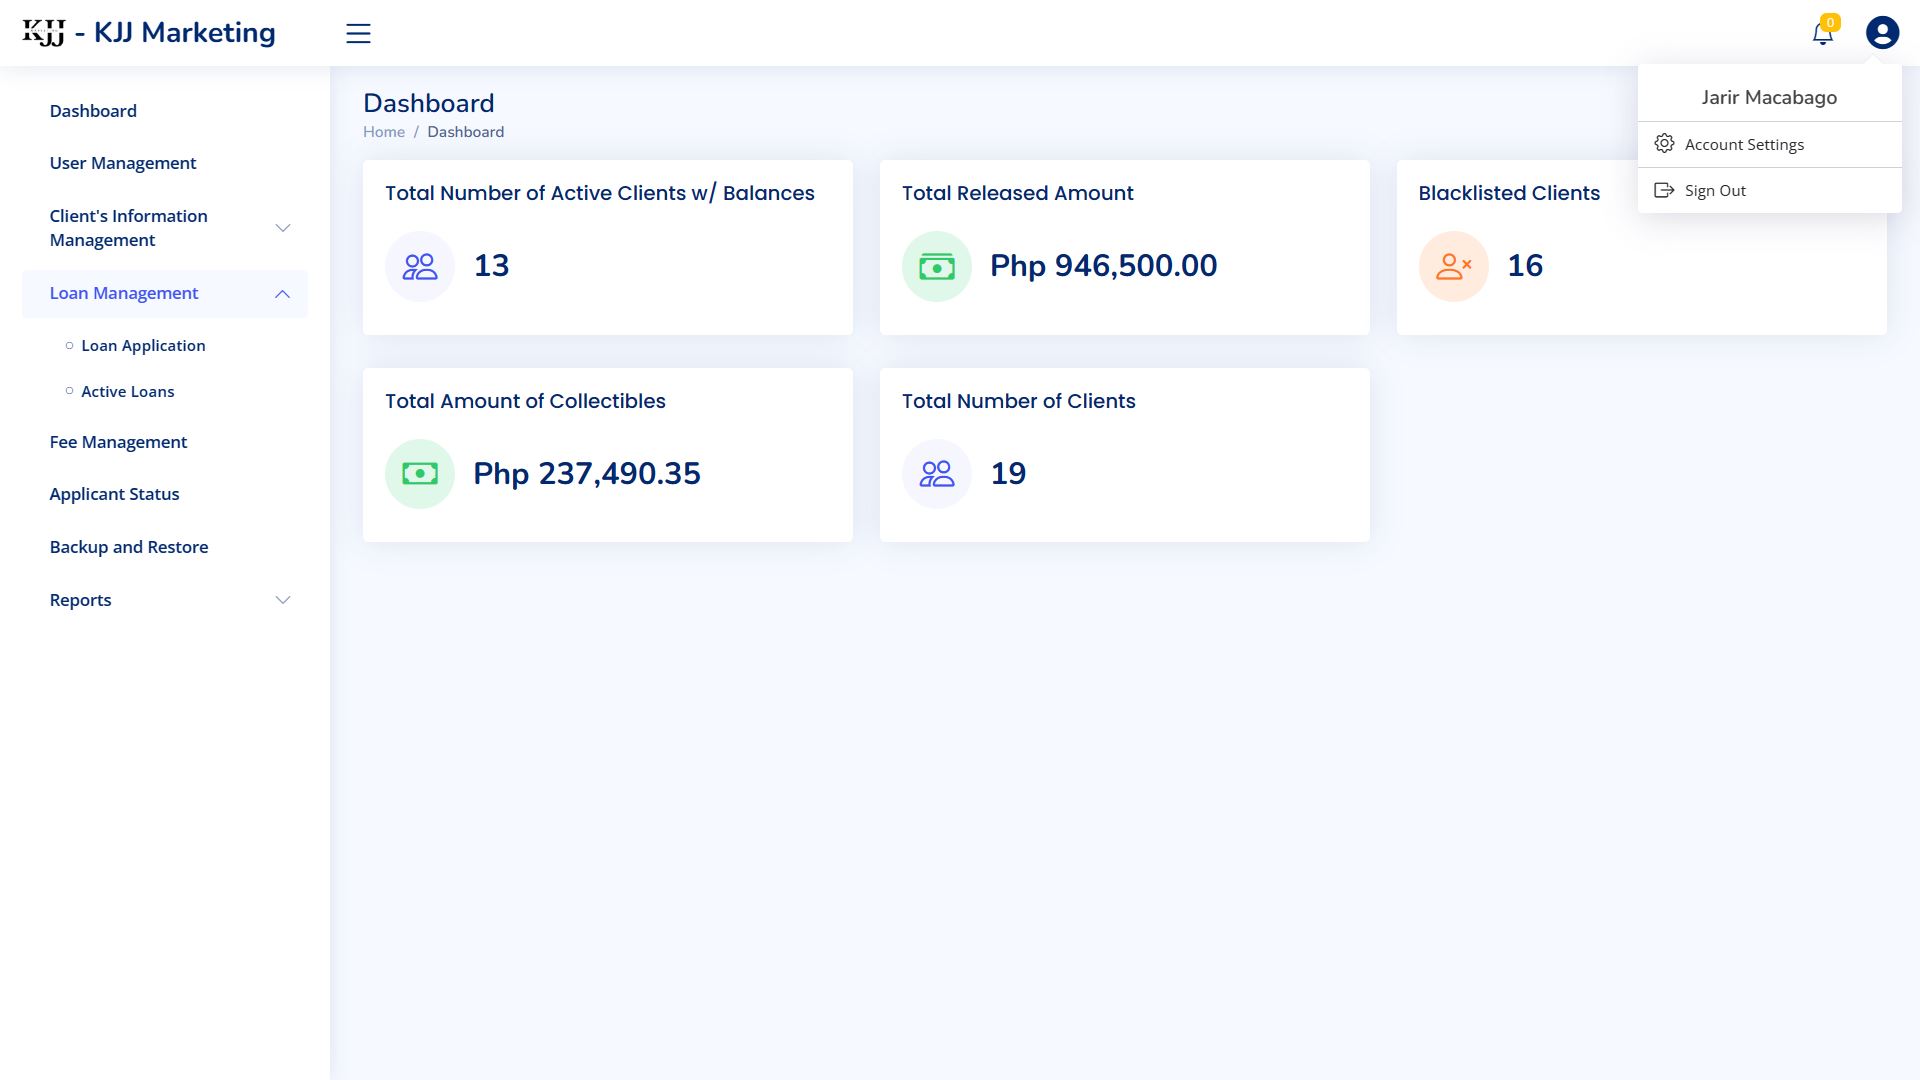 KJJ - KJJ Marketing
0
Jarir Macabago
Account Settings
Sign Out
Dashboard
User Management
Client's Information
Management
Loan Management
Loan Application
Active Loans
Fee Management
Applicant Status
Backup and Restore
Reports
Dashboard
Home / Dashboard
Total Number of Active Clients w/ Balances
13
Total Released Amount
Php 946,500.00
Blacklisted Clients
16
Total Amount of Collectibles
Php 237,490.35
Total Number of Clients
19